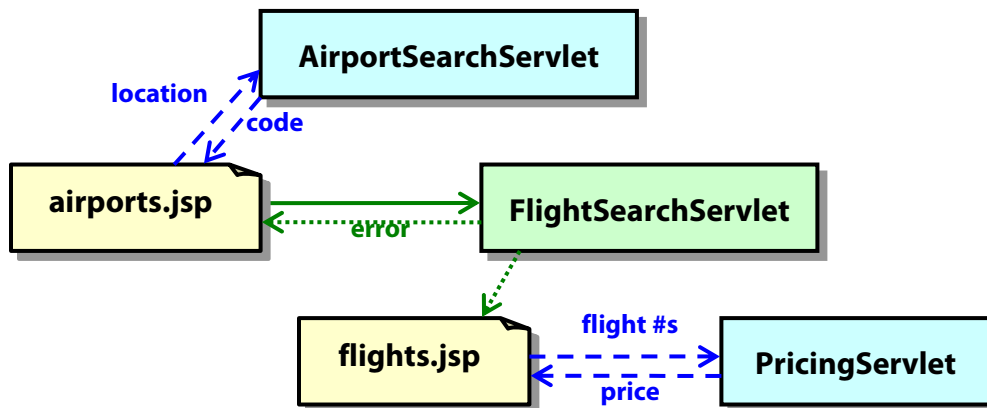 AirportSearchServlet
location
code
airports.jsp
FlightSearchServlet
error
flight #s
flights.jsp
PricingServlet
price